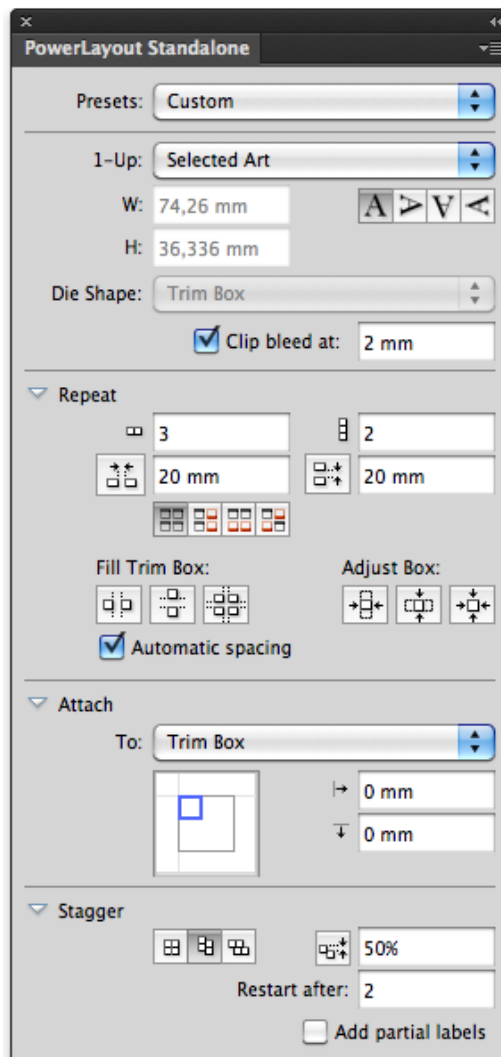 PowerLayout Standalone
Presets: Custom
1-Up: Selected Art
W: 74,26 mm
H: 36,336 mm
Die Shape: Trim Box
Clip bleed at: 2 mm
Repeat
3 2
20 mm 20 mm
Fill Trim Box: Adjust Box:
Automatic spacing
Attach
To: Trim Box
0 mm
0 mm
Stagger
50%
Restart after: 2
Add partial labels